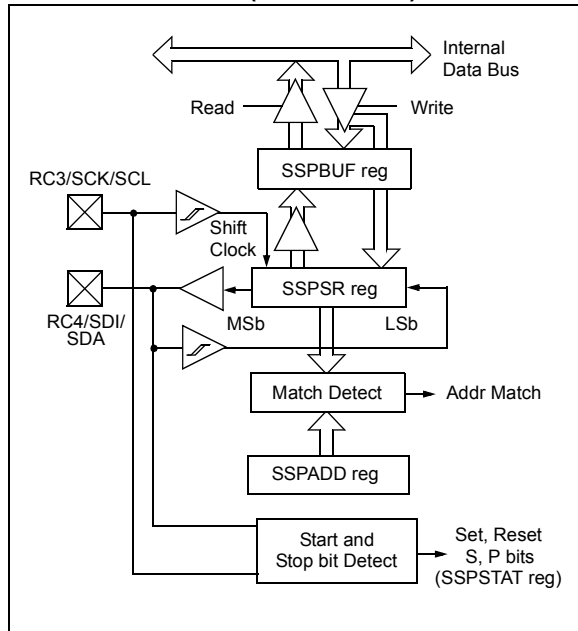 Internal
Data Bus
Read
Write
SSPBUF reg
RC3/SCK/SCL
Shift
Clock
SSPSR reg
MSb
LSb
RC4/SDI/
SDA
Match Detect
Addr Match
SSPADD reg
Start and
Stop bit Detect
Set, Reset
S, P bits
(SSPSTAT reg)